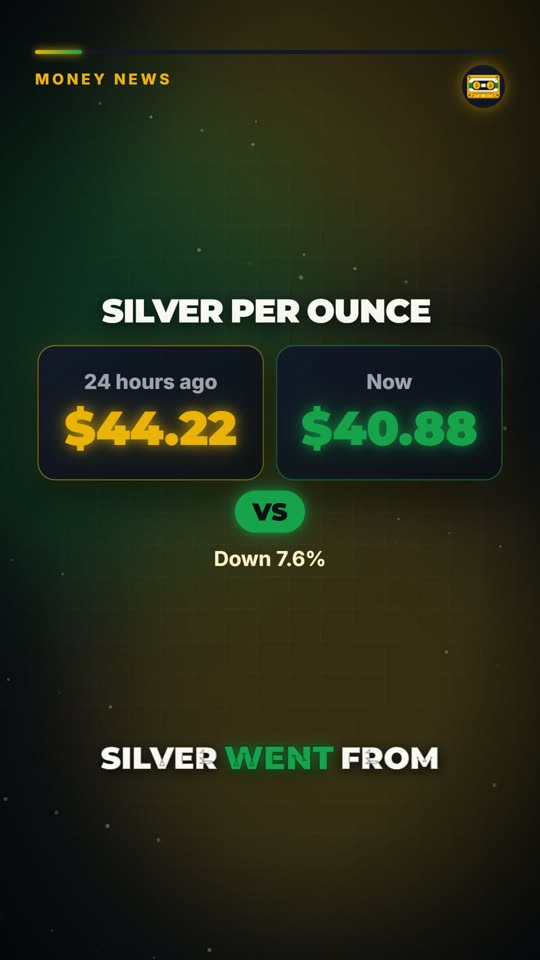 MONEY NEWS
SILVER PER OUNCE
24 hours ago
$44.22
Now
$40.88
VS
Down 7.6%
SILVER WENT FROM